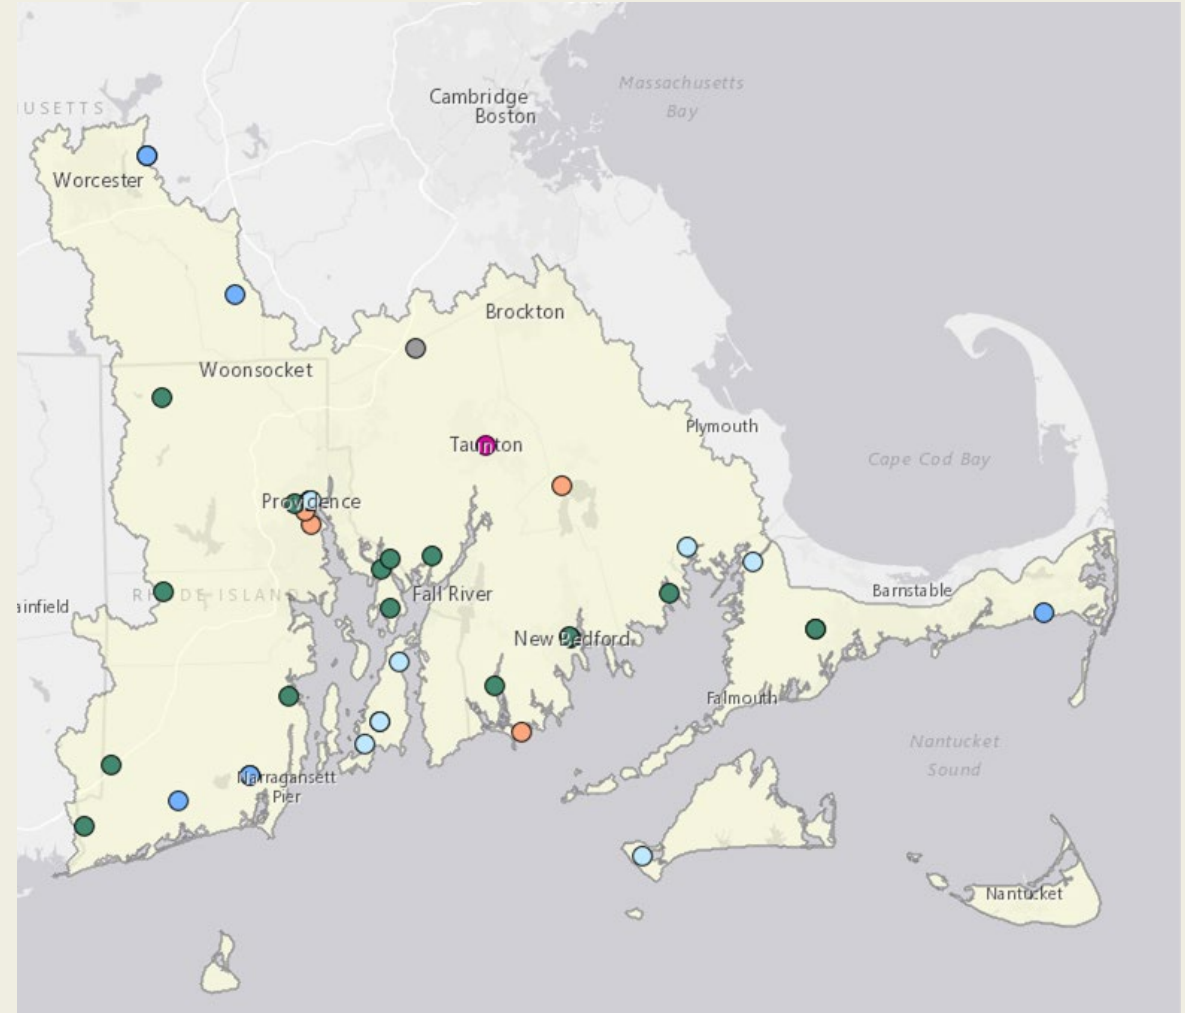 Massachusetts
Bay
Cambridge
Boston
USETTS
Worcester
Brockton
Woonsocket
Plymouth
Taunton
Cape Cod Bay
Providence
Barnstable
RHODE ISLAND
Fall River
ainfield
New Bedford
Falmouth
Nantucket
Sound
Narragansett
Pier
Nantucket